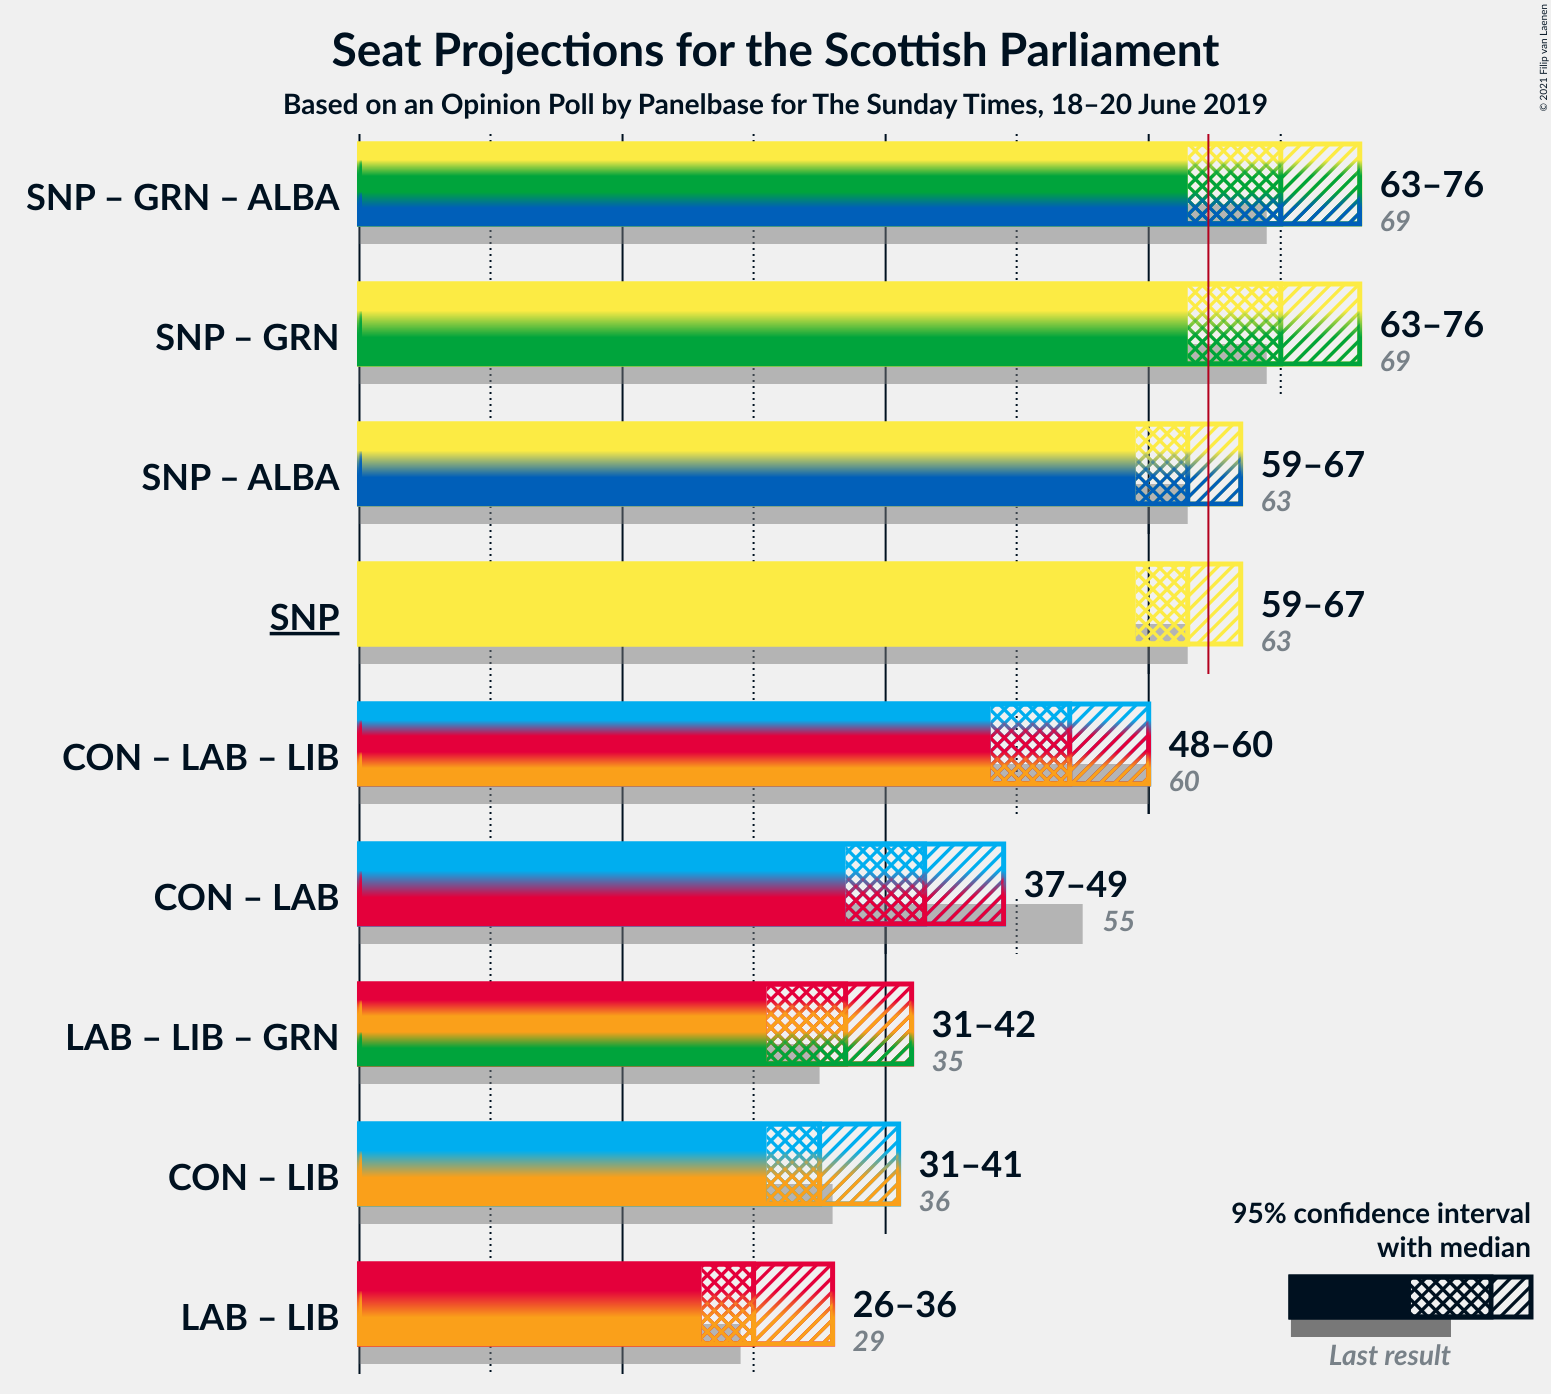 Seat Projections for the Scottish Parliament
Based on an Opinion Poll by Panelbase for The Sunday Times, 18–20 June 2019
© 2021 Filip van Laenen
SNP – GRN – ALBA
63–76
69
SNP – GRN
63–76
69
SNP – ALBA
59–67
63
SNP
59–67
63
CON – LAB – LIB
48–60
60
CON – LAB
37–49
55
LAB – LIB – GRN
31–42
35
CON – LIB
31–41
36
LAB – LIB
26–36
29
95% confidence interval
with median
Last result